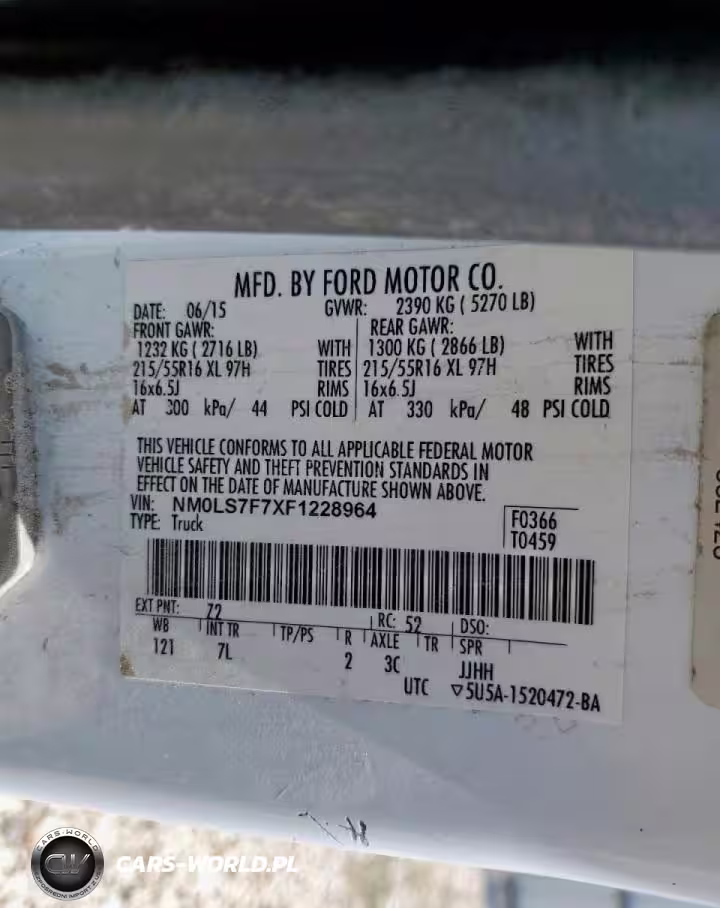 MFD. BY FORD MOTOR CO.
DATE: 06/15 GVWR: 2390 KG ( 5270 LB)
FRONT GAWR: REAR GAWR:
1232 KG ( 2716 LB) WITH 1300 KG ( 2866 LB) WITH
215/55R16 XL 97H TIRES 215/55R16 XL 97H TIRES
16x6.5J RIMS 16x6.5J RIMS
AT 300 kPa/ 44 PSI COLD AT 330 kPa/ 48 PSI COLD
THIS VEHICLE CONFORMS TO ALL APPLICABLE FEDERAL MOTOR
VEHICLE SAFETY AND THEFT PREVENTION STANDARDS IN
EFFECT ON THE DATE OF MANUFACTURE SHOWN ABOVE.
VIN: NM0LS7F7XF1228964
TYPE: Truck
F0366
T0459
EXT PNT: Z2 RC: 52 DSO:
WB INT TR TP/PS R AXLE TR SPR
121 7L 2 3C JJHH
UTC ▽5U5A-1520472-BA
CARS-WORLD
CW
CARS-WORLD.PL